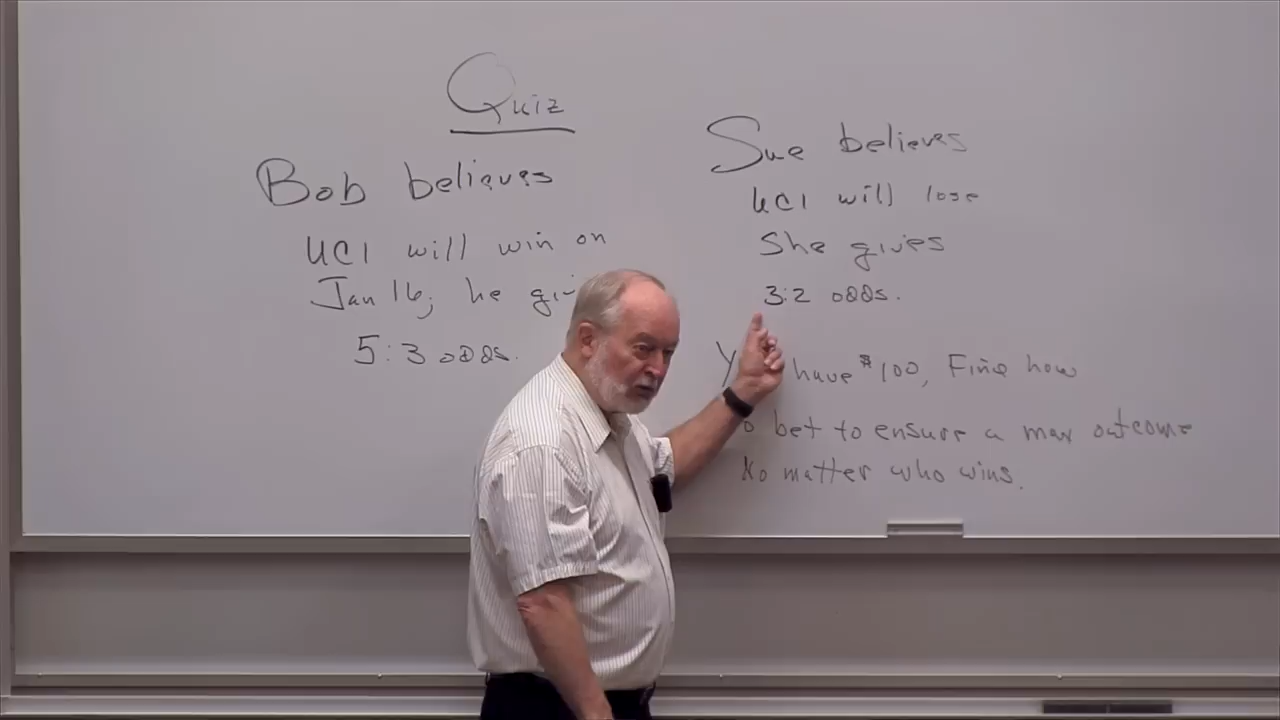 Quiz
Bob believes
UCI will win on
Jan 16; he
5:3 odds.
Sue believes
UCI will lose
She gives
3:2 odds.
have $100, Find how
bet to ensure a max outcome
No matter who wins.